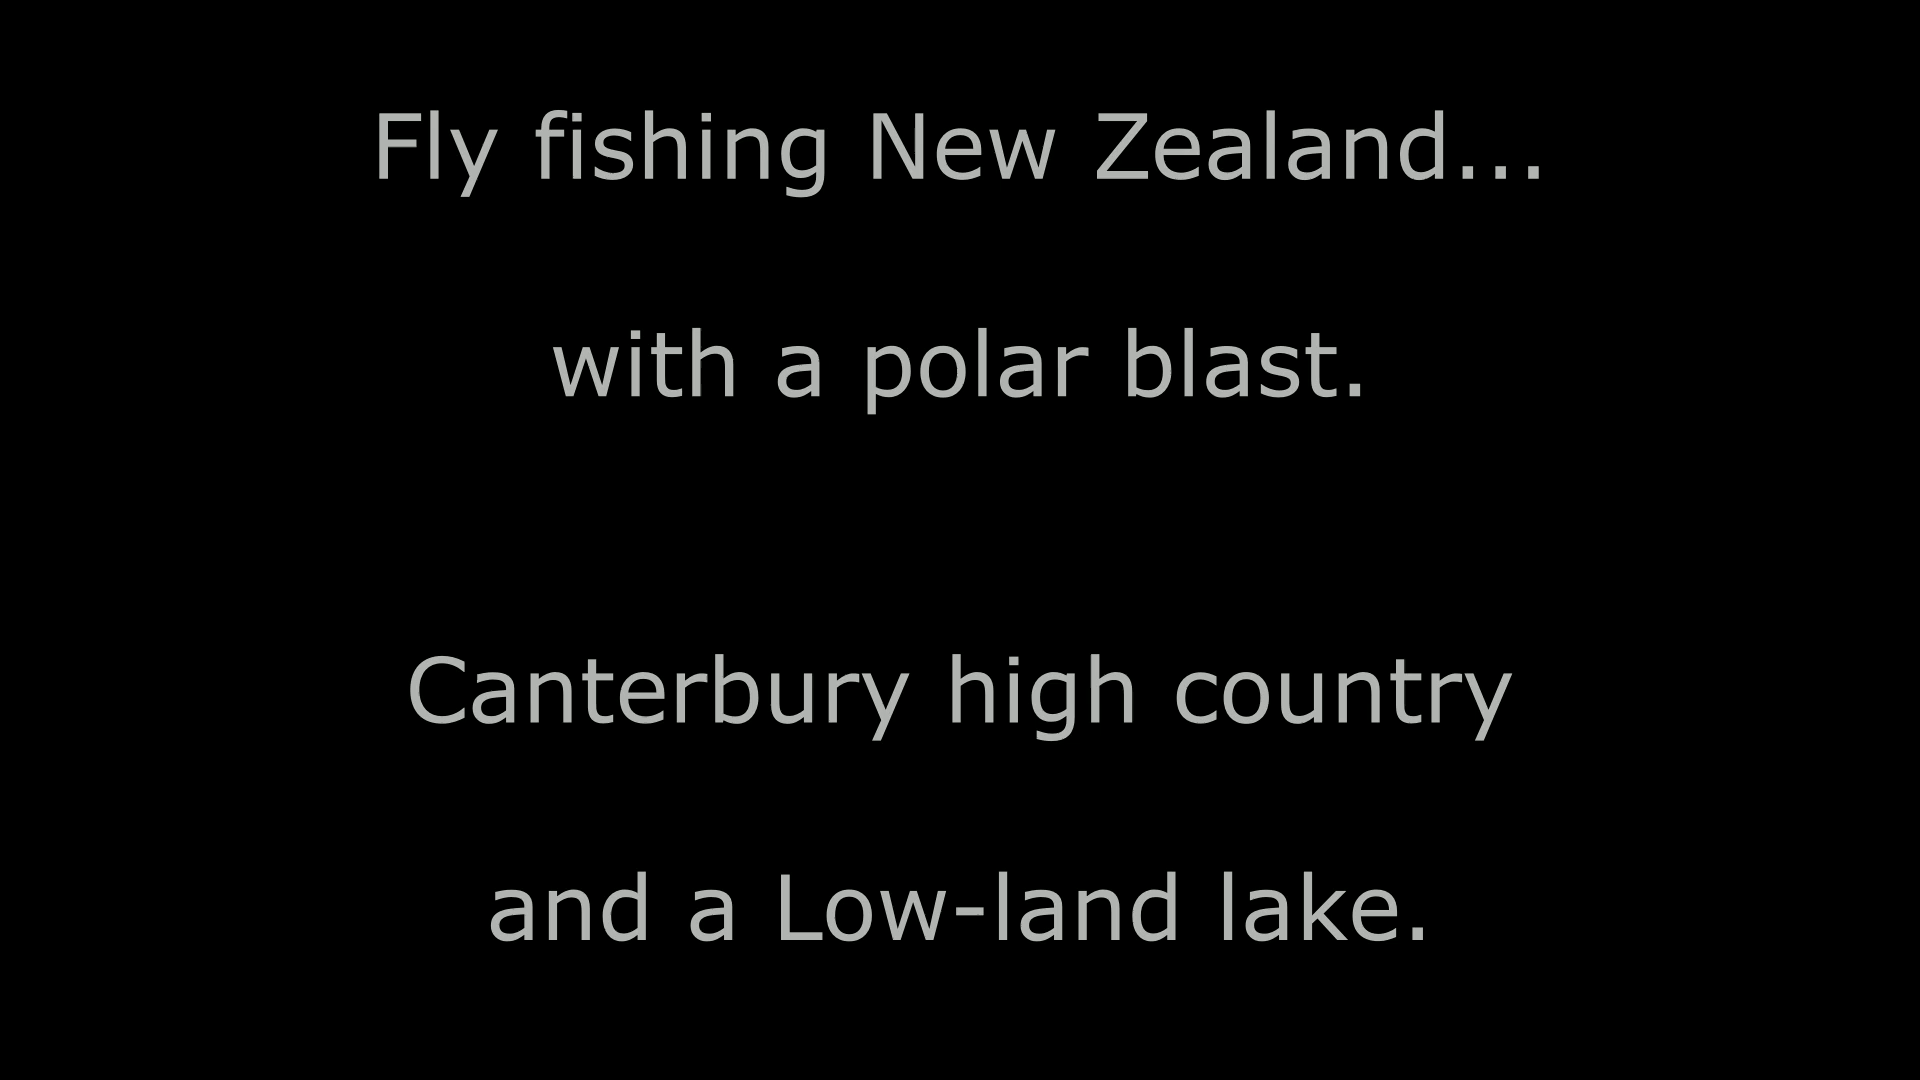 Fly fishing New Zealand...
with a polar blast.
Canterbury high country
and a Low-land lake.